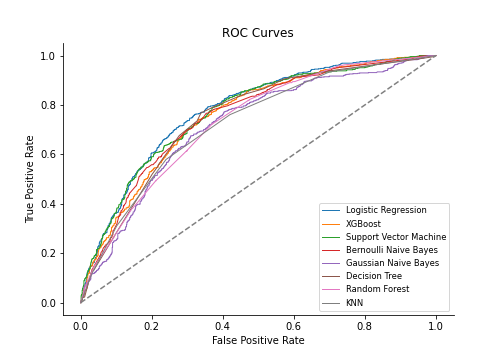 ROC Curves
1.0
0.8
0.6
0.4
0.2
0.0
True Positive Rate
Logistic Regression
XGBoost
Support Vector Machine
Bernoulli Naive Bayes
Gaussian Naive Bayes
Decision Tree
Random Forest
KNN
0.0 0.2 0.4 0.6 0.8 1.0
False Positive Rate